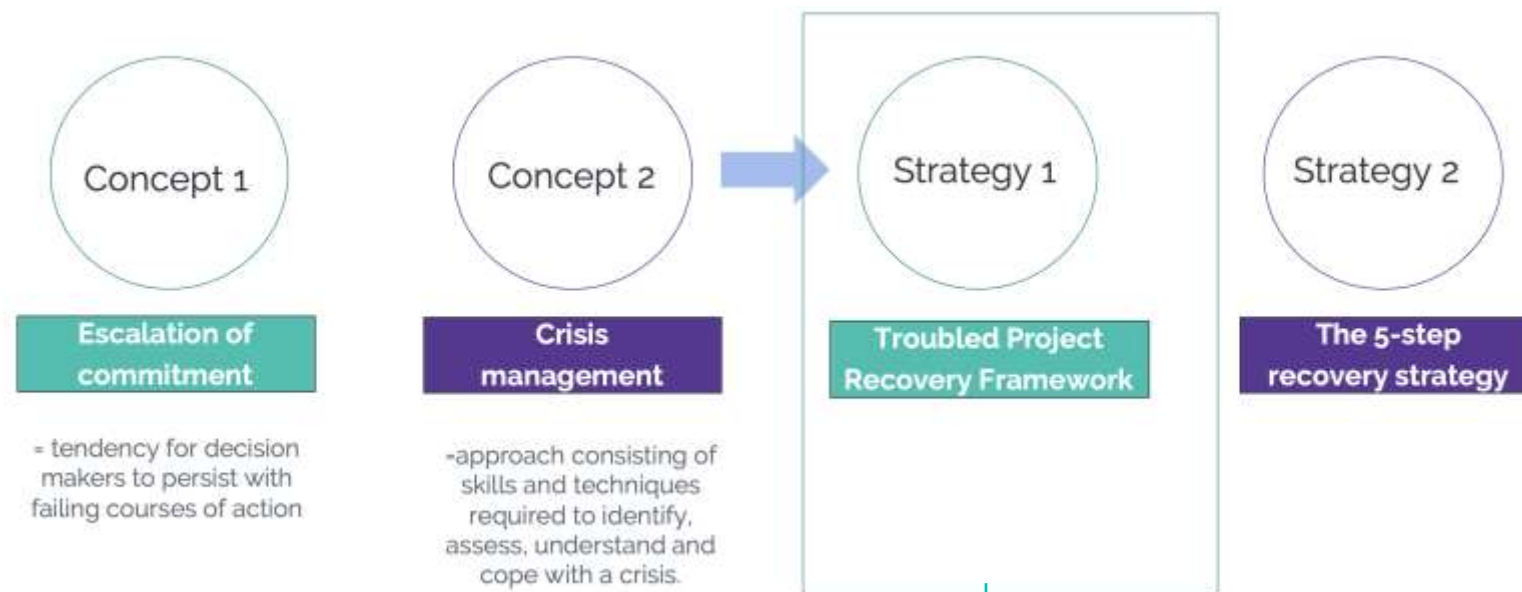 Concept 1
Escalation of
commitment
= tendency for decision
makers to persist with
failing courses of action
Concept 2
Crisis
management
=approach consisting of
skills and techniques
required to identify,
assess, understand and
cope with a crisis.
Strategy 1
Troubled Project
Recovery Framework
Strategy 2
The 5-step
recovery strategy